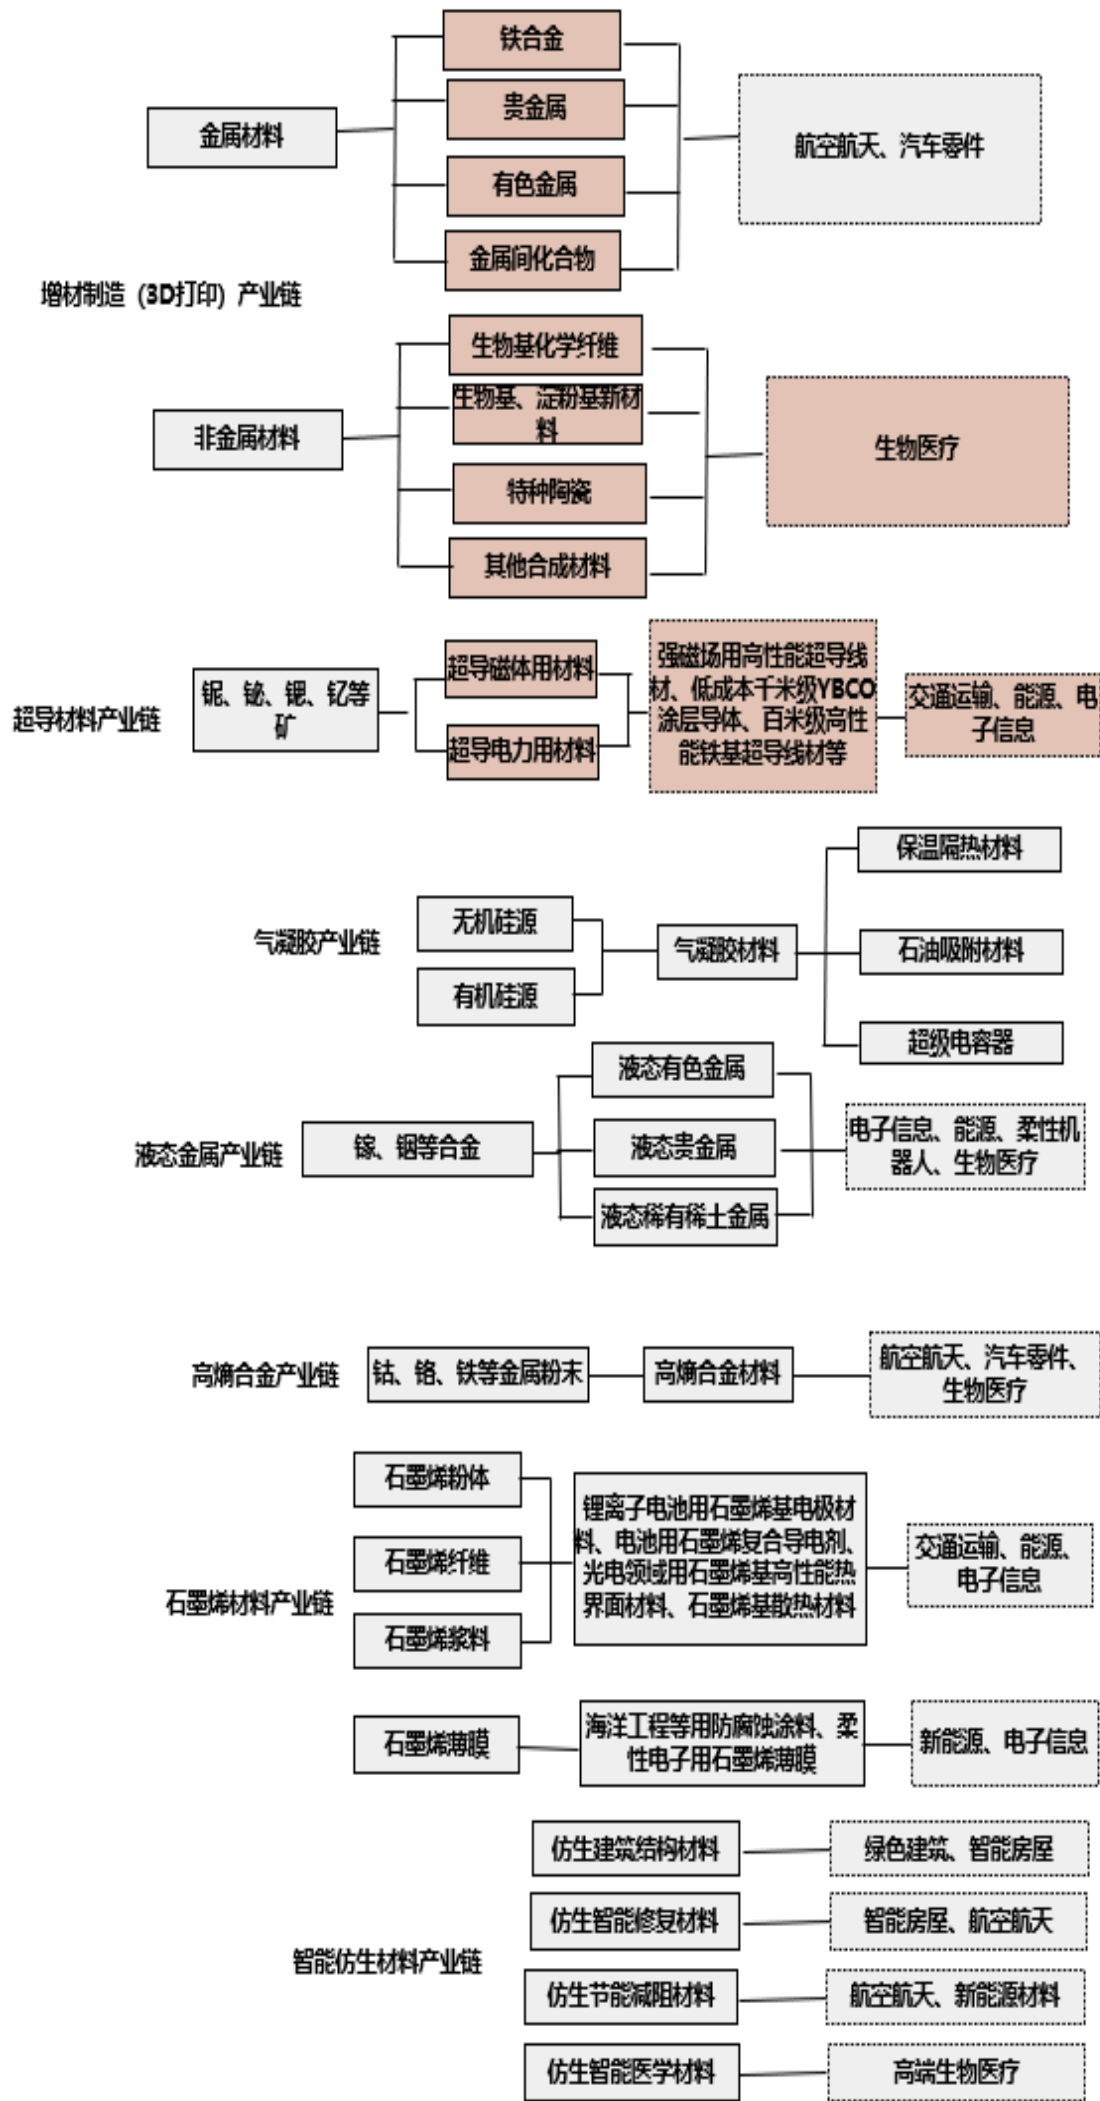 铁合金
贵金属
金属材料
航空航天、汽车零件
有色金属
金属间化合物
增材制造（3D打印）产业链
生物基化学纤维
生物基、淀粉基新材
料
非金属材料
生物医疗
特种陶瓷
其他合成材料
超导材料产业链
铌、铋、锶、钇等
矿
超导磁体用材料
超导电力用材料
强磁场用高性能超导线
材、低成本千米级YBCO
涂层导体、百米级高性
能铁基超导线材等
交通运输、能源、电
子信息
保温隔热材料
无机硅源
气凝胶产业链
气凝胶材料
石油吸附材料
有机硅源
超级电容器
液态有色金属
液态金属产业链
镓、铟等合金
液态贵金属
电子信息、能源、柔性机
器人、生物医疗
液态稀有稀土金属
高熵合金产业链
钴、铬、铁等金属粉末
高熵合金材料
航空航天、汽车零件、
生物医疗
石墨烯粉体
石墨烯纤维
石墨烯材料产业链
石墨烯浆料
锂离子电池用石墨烯基电极材
料、电池用石墨烯复合导电剂、
光电领域用石墨烯基高性能热
界面材料、石墨烯基散热材料
交通运输、能源、
电子信息
石墨烯薄膜
海洋工程等用防腐蚀涂料、柔
性电子用石墨烯薄膜
新能源、电子信息
仿生建筑结构材料
绿色建筑、智能房屋
仿生智能修复材料
智能房屋、航空航天
智能仿生材料产业链
仿生节能减阻材料
航空航天、新能源材料
仿生智能医学材料
高端生物医疗